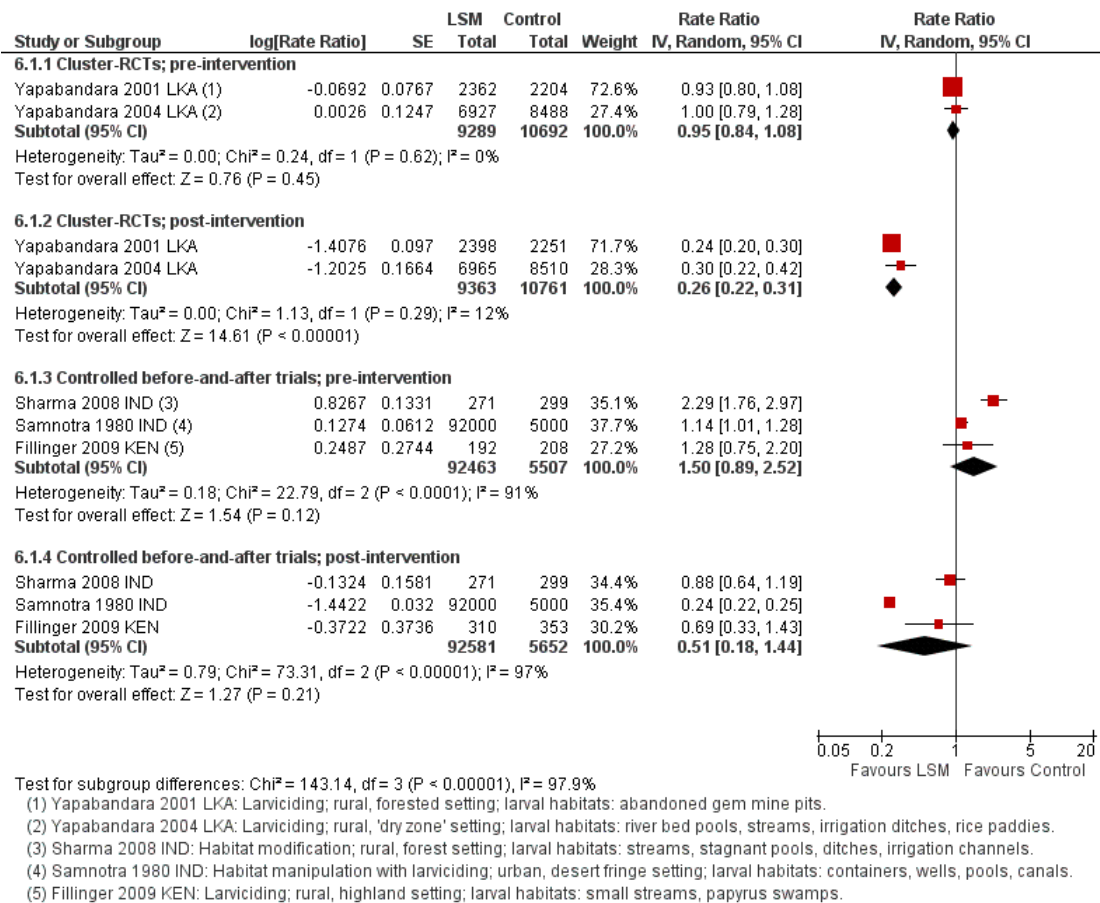 LSM Control Rate Ratio Rate Ratio
Study or Subgroup log[Rate Ratio] SE Total Total Weight IV, Random, 95% CI IV, Random, 95% CI
6.1.1 Cluster-RCTs; pre-intervention
Yapabandara 2001 LKA (1) -0.0692 0.0767 2362 2204 72.6% 0.93 [0.80, 1.08]
Yapabandara 2004 LKA (2) 0.0026 0.1247 6927 8488 27.4% 1.00 [0.79, 1.28]
Subtotal (95% CI) 9289 10692 100.0% 0.95 [0.84, 1.08]
Heterogeneity: Tau² = 0.00; Chi² = 0.24, df = 1 (P = 0.62); I² = 0%
Test for overall effect: Z = 0.76 (P = 0.45)
6.1.2 Cluster-RCTs; post-intervention
Yapabandara 2001 LKA -1.4076 0.097 2398 2251 71.7% 0.24 [0.20, 0.30]
Yapabandara 2004 LKA -1.2025 0.1664 6965 8510 28.3% 0.30 [0.22, 0.42]
Subtotal (95% CI) 9363 10761 100.0% 0.26 [0.22, 0.31]
Heterogeneity: Tau² = 0.00; Chi² = 1.13, df = 1 (P = 0.29); I² = 12%
Test for overall effect: Z = 14.61 (P < 0.00001)
6.1.3 Controlled before-and-after trials; pre-intervention
Sharma 2008 IND (3) 0.8267 0.1331 271 299 35.1% 2.29 [1.76, 2.97]
Samnotra 1980 IND (4) 0.1274 0.0612 92000 5000 37.7% 1.14 [1.01, 1.28]
Fillinger 2009 KEN (5) 0.2487 0.2744 192 208 27.2% 1.28 [0.75, 2.20]
Subtotal (95% CI) 92463 5507 100.0% 1.50 [0.89, 2.52]
Heterogeneity: Tau² = 0.18; Chi² = 22.79, df = 2 (P < 0.0001); I² = 91%
Test for overall effect: Z = 1.54 (P = 0.12)
6.1.4 Controlled before-and-after trials; post-intervention
Sharma 2008 IND -0.1324 0.1581 271 299 34.4% 0.88 [0.64, 1.19]
Samnotra 1980 IND -1.4422 0.032 92000 5000 35.4% 0.24 [0.22, 0.25]
Fillinger 2009 KEN -0.3722 0.3736 310 353 30.2% 0.69 [0.33, 1.43]
Subtotal (95% CI) 92581 5652 100.0% 0.51 [0.18, 1.44]
Heterogeneity: Tau² = 0.79; Chi² = 73.31, df = 2 (P < 0.00001); I² = 97%
Test for overall effect: Z = 1.27 (P = 0.21)
0.05 0.2 1 5 20
Favours LSM Favours Control
Test for subgroup differences: Chi² = 143.14, df = 3 (P < 0.00001), I² = 97.9%
(1) Yapabandara 2001 LKA: Larviciding; rural, forested setting; larval habitats: abandoned gem mine pits.
(2) Yapabandara 2004 LKA: Larviciding; rural, 'dry zone' setting; larval habitats: river bed pools, streams, irrigation ditches, rice paddies.
(3) Sharma 2008 IND: Habitat modification; rural, forest setting; larval habitats: streams, stagnant pools, ditches, irrigation channels.
(4) Samnotra 1980 IND: Habitat manipulation with larviciding; urban, desert fringe setting; larval habitats: containers, wells, pools, canals.
(5) Fillinger 2009 KEN: Larviciding; rural, highland setting; larval habitats: small streams, papyrus swamps.